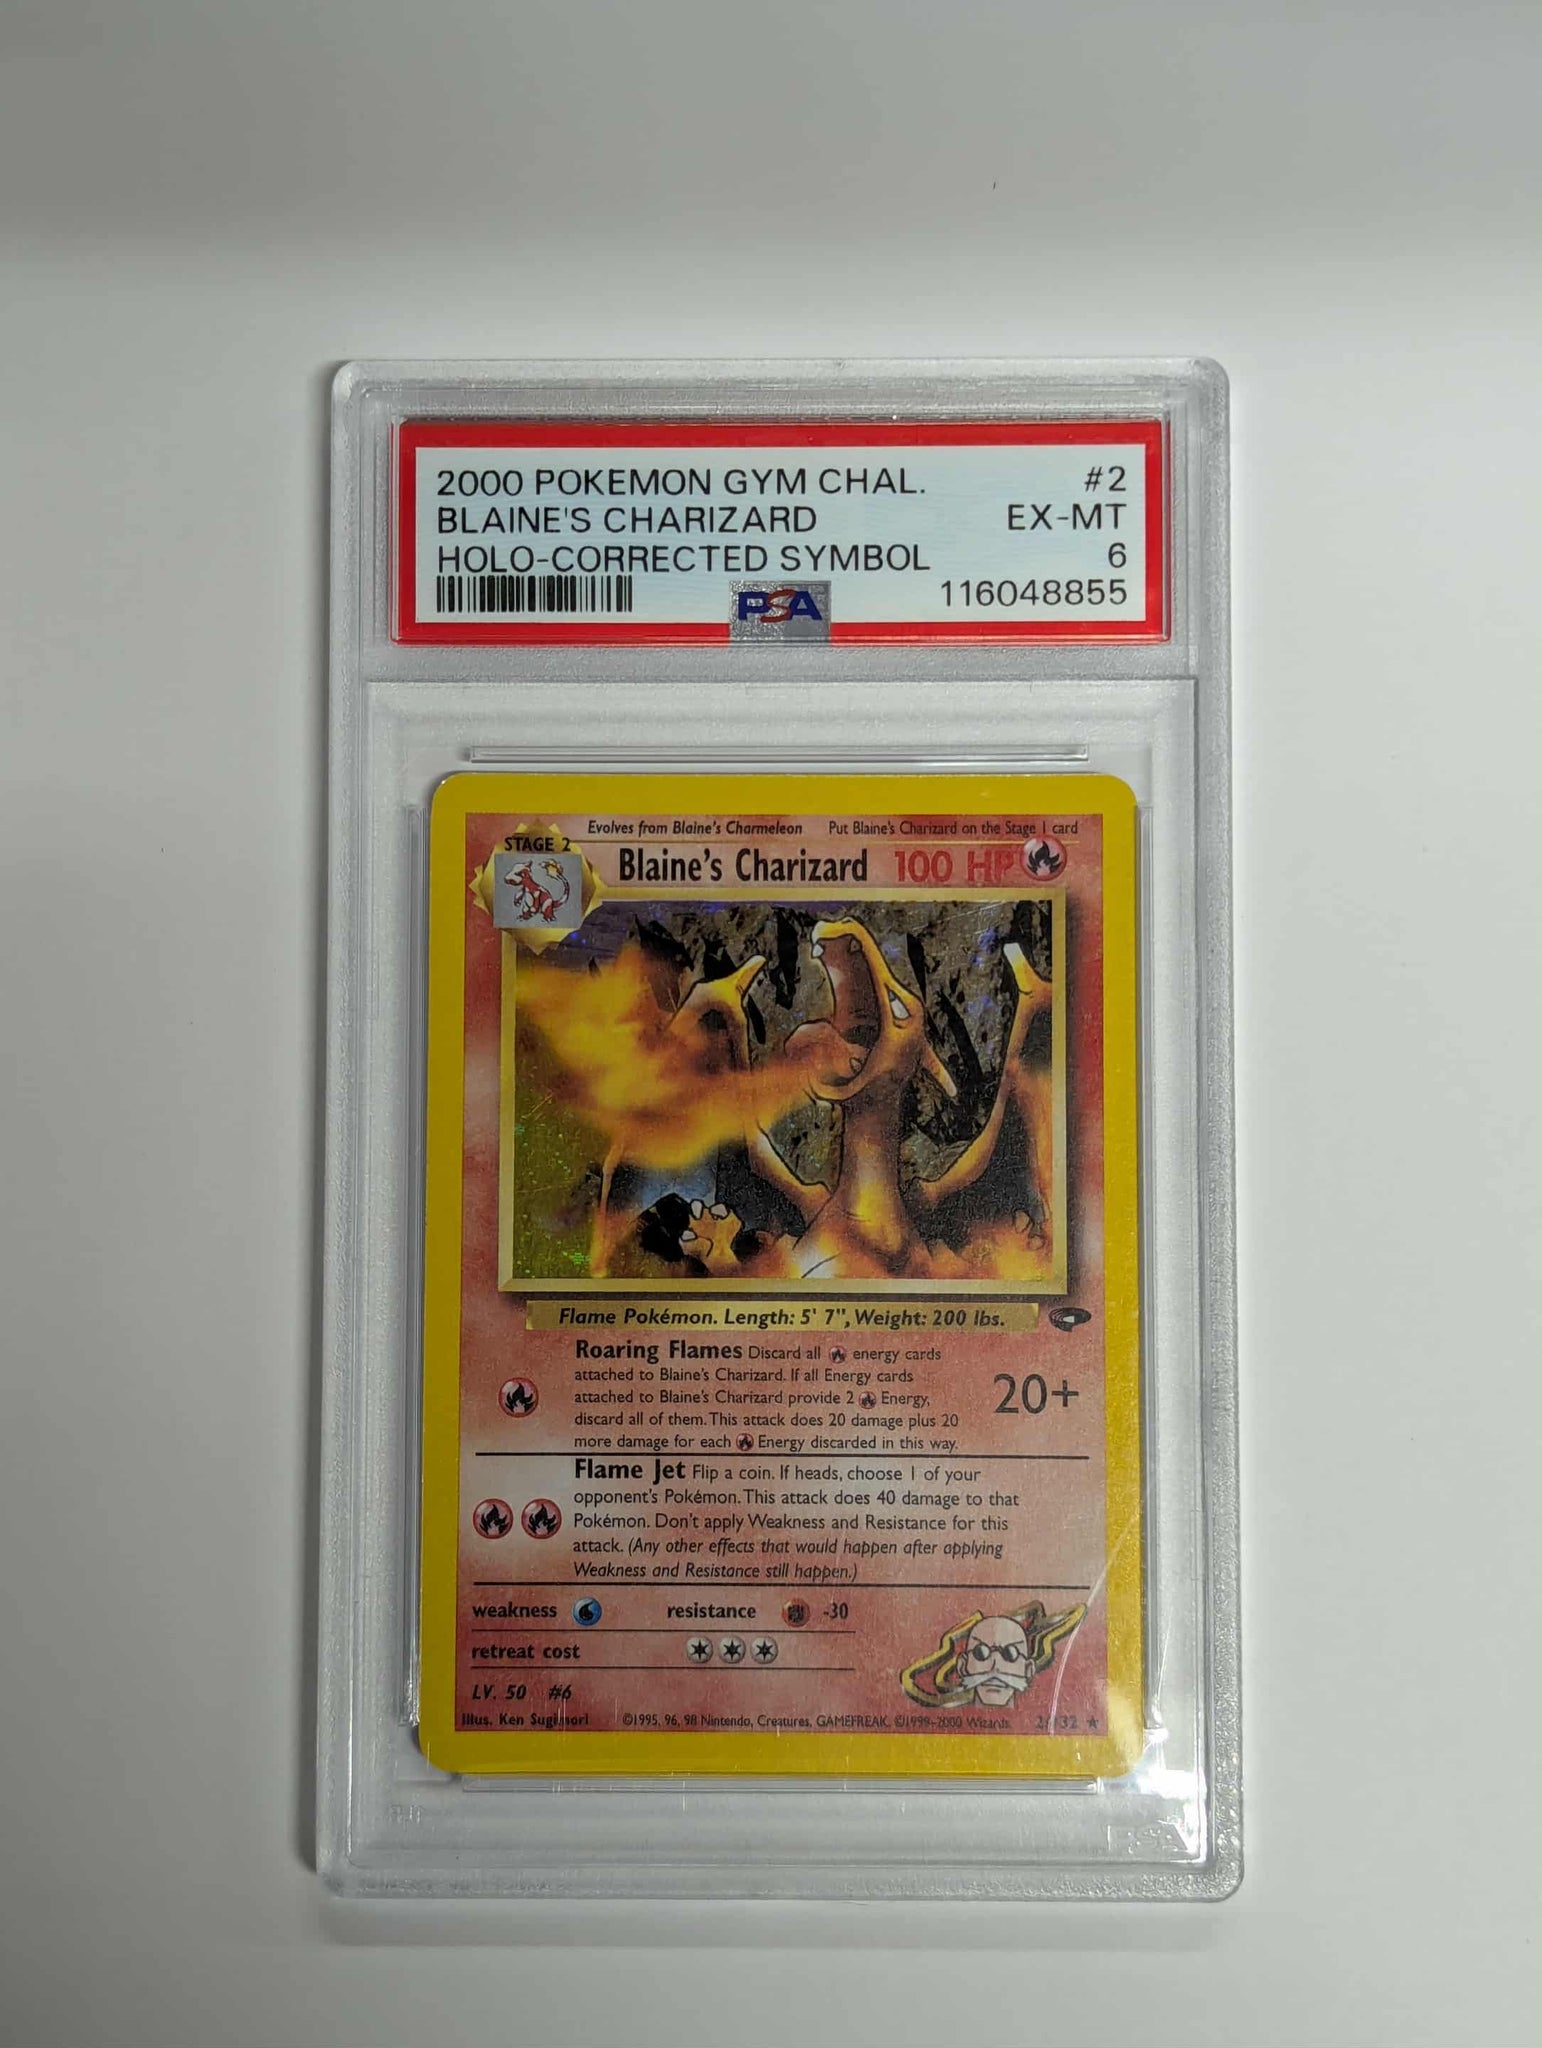 2000 POKEMON GYM CHAL. #2
BLAINE'S CHARIZARD EX-MT
HOLO-CORRECTED SYMBOL 6
PSA 116048855
Evolves from Blaine's Charmeleon Put Blaine's Charizard on the Stage 1 card
STAGE 2
Blaine's Charizard 100 HP
Flame Pokémon. Length: 5' 7", Weight: 200 lbs.
Roaring Flames Discard all energy cards
attached to Blaine's Charizard. If all Energy cards
attached to Blaine's Charizard provide 2 Energy,
discard all of them. This attack does 20 damage plus 20
more damage for each Energy discarded in this way.
20+
Flame Jet Flip a coin. If heads, choose 1 of your
opponent's Pokémon. This attack does 40 damage to that
Pokémon. Don't apply Weakness and Resistance for this
attack. (Any other effects that would happen after applying
Weakness and Resistance still happen.)
weakness resistance -30
retreat cost
LV. 50 #6
Illus. Ken Sugimori ©1995, 96, 98 Nintendo, Creatures, GAMEFREAK. ©1999-2000 Wizards. 2/132 ★